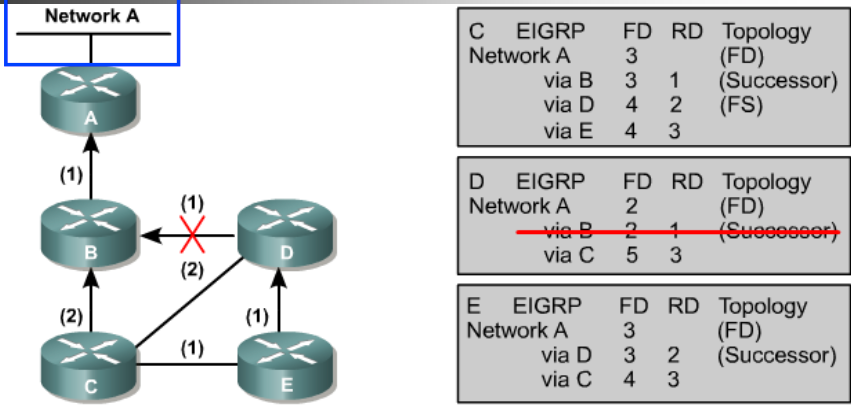 Network A
A
(1)
(1)
B
D
(2)
(2)
(1)
(1)
C
E
C EIGRP FD RD Topology
Network A 3 (FD)
via B 3 1 (Successor)
via D 4 2 (FS)
via E 4 3
D EIGRP FD RD Topology
Network A 2 (FD)
via B 2 1 (Successor)
via C 5 3
E EIGRP FD RD Topology
Network A 3 (FD)
via D 3 2 (Successor)
via C 4 3